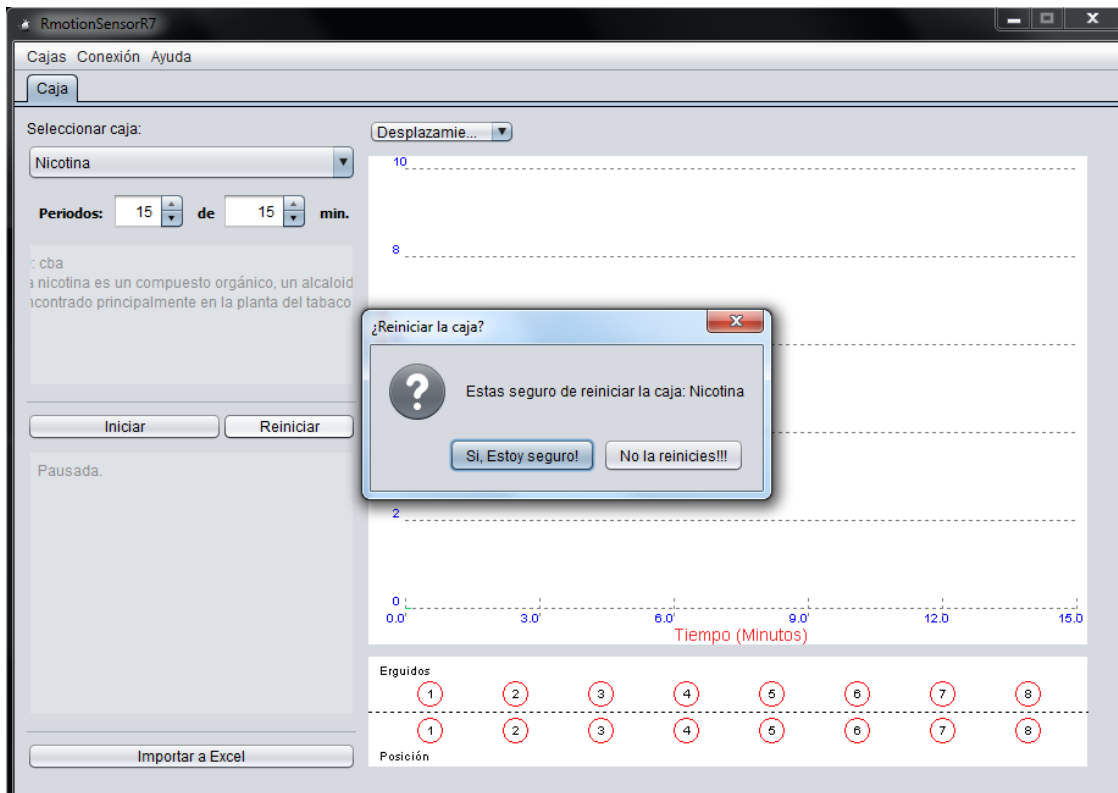 RmotionSensorR7
Cajas Conexión Ayuda
Caja
Seleccionar caja:
Nicotina
Periodos: 15 de 15 min.
: cba
a nicotina es un compuesto orgánico, un alcaloid
ncontrado principalmente en la planta del tabaco
Iniciar Reiniciar
Pausada.
Importar a Excel
Desplazamie...
10
8
2
0
0.0' 3.0' 6.0' 9.0' 12.0 15.0
Tiempo (Minutos)
Erguidos
1 2 3 4 5 6 7 8
1 2 3 4 5 6 7 8
Posición
¿Reiniciar la caja?
Estas seguro de reiniciar la caja: Nicotina
Si, Estoy seguro! No la reinicies!!!